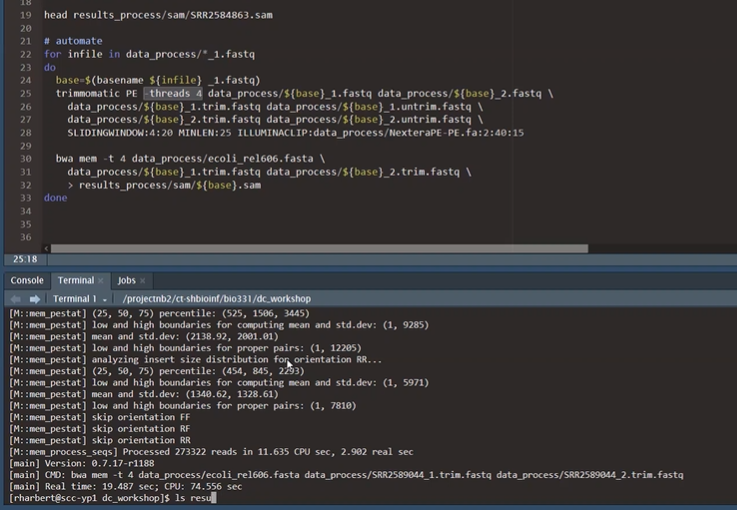 18
19 head results_process/sam/SRR2584863.sam
20
21 # automate
22 for infile in data_process/*_1.fastq
23 do
24 base=$(basename ${infile} _1.fastq)
25 trimmomatic PE -threads 4 data_process/${base}_1.fastq data_process/${base}_2.fastq \
26 data_process/${base}_1.trim.fastq data_process/${base}_1.untrim.fastq \
27 data_process/${base}_2.trim.fastq data_process/${base}_2.untrim.fastq \
28 SLIDINGWINDOW:4:20 MINLEN:25 ILLUMINACLIP:data_process/NexteraPE-PE.fa:2:40:15
29
30 bwa mem -t 4 data_process/ecoli_rel606.fasta \
31 data_process/${base}_1.trim.fastq data_process/${base}_2.trim.fastq \
32 > results_process/sam/${base}.sam
33 done
34
35
36
25:18
Console Terminal × Jobs ×
Terminal 1 /projectnb2/ct-shbioinf/bio331/dc_workshop
[M::mem_pestat] (25, 50, 75) percentile: (525, 1506, 3445)
[M::mem_pestat] low and high boundaries for computing mean and std.dev: (1, 9285)
[M::mem_pestat] mean and std.dev: (2138.92, 2001.01)
[M::mem_pestat] low and high boundaries for proper pairs: (1, 12205)
[M::mem_pestat] analyzing insert size distribution for orientation RR...
[M::mem_pestat] (25, 50, 75) percentile: (454, 845, 2293)
[M::mem_pestat] low and high boundaries for computing mean and std.dev: (1, 5971)
[M::mem_pestat] mean and std.dev: (1340.62, 1328.61)
[M::mem_pestat] low and high boundaries for proper pairs: (1, 7810)
[M::mem_pestat] skip orientation FF
[M::mem_pestat] skip orientation RF
[M::mem_pestat] skip orientation RR
[M::mem_process_seqs] Processed 273322 reads in 11.635 CPU sec, 2.902 real sec
[main] Version: 0.7.17-r1188
[main] CMD: bwa mem -t 4 data_process/ecoli_rel606.fasta data_process/SRR2589044_1.trim.fastq data_process/SRR2589044_2.trim.fastq
[main] Real time: 19.487 sec; CPU: 74.556 sec
[rharbert@scc-yp1 dc_workshop]$ ls resu